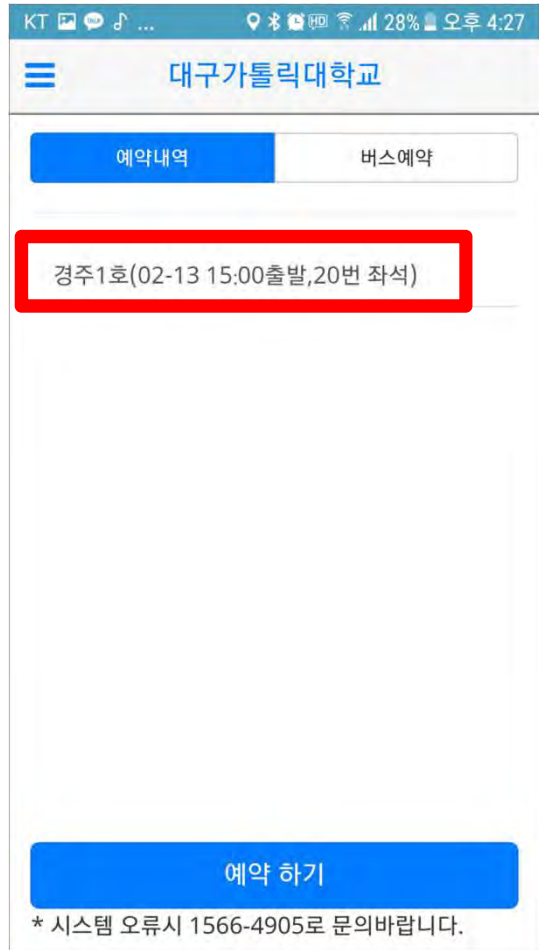 KT ... HD 28% 오후 4:27
대구가톨릭대학교
예약내역 버스예약
경주1호(02-13 15:00출발,20번 좌석)
예약 하기
* 시스템 오류시 1566-4905로 문의바랍니다.